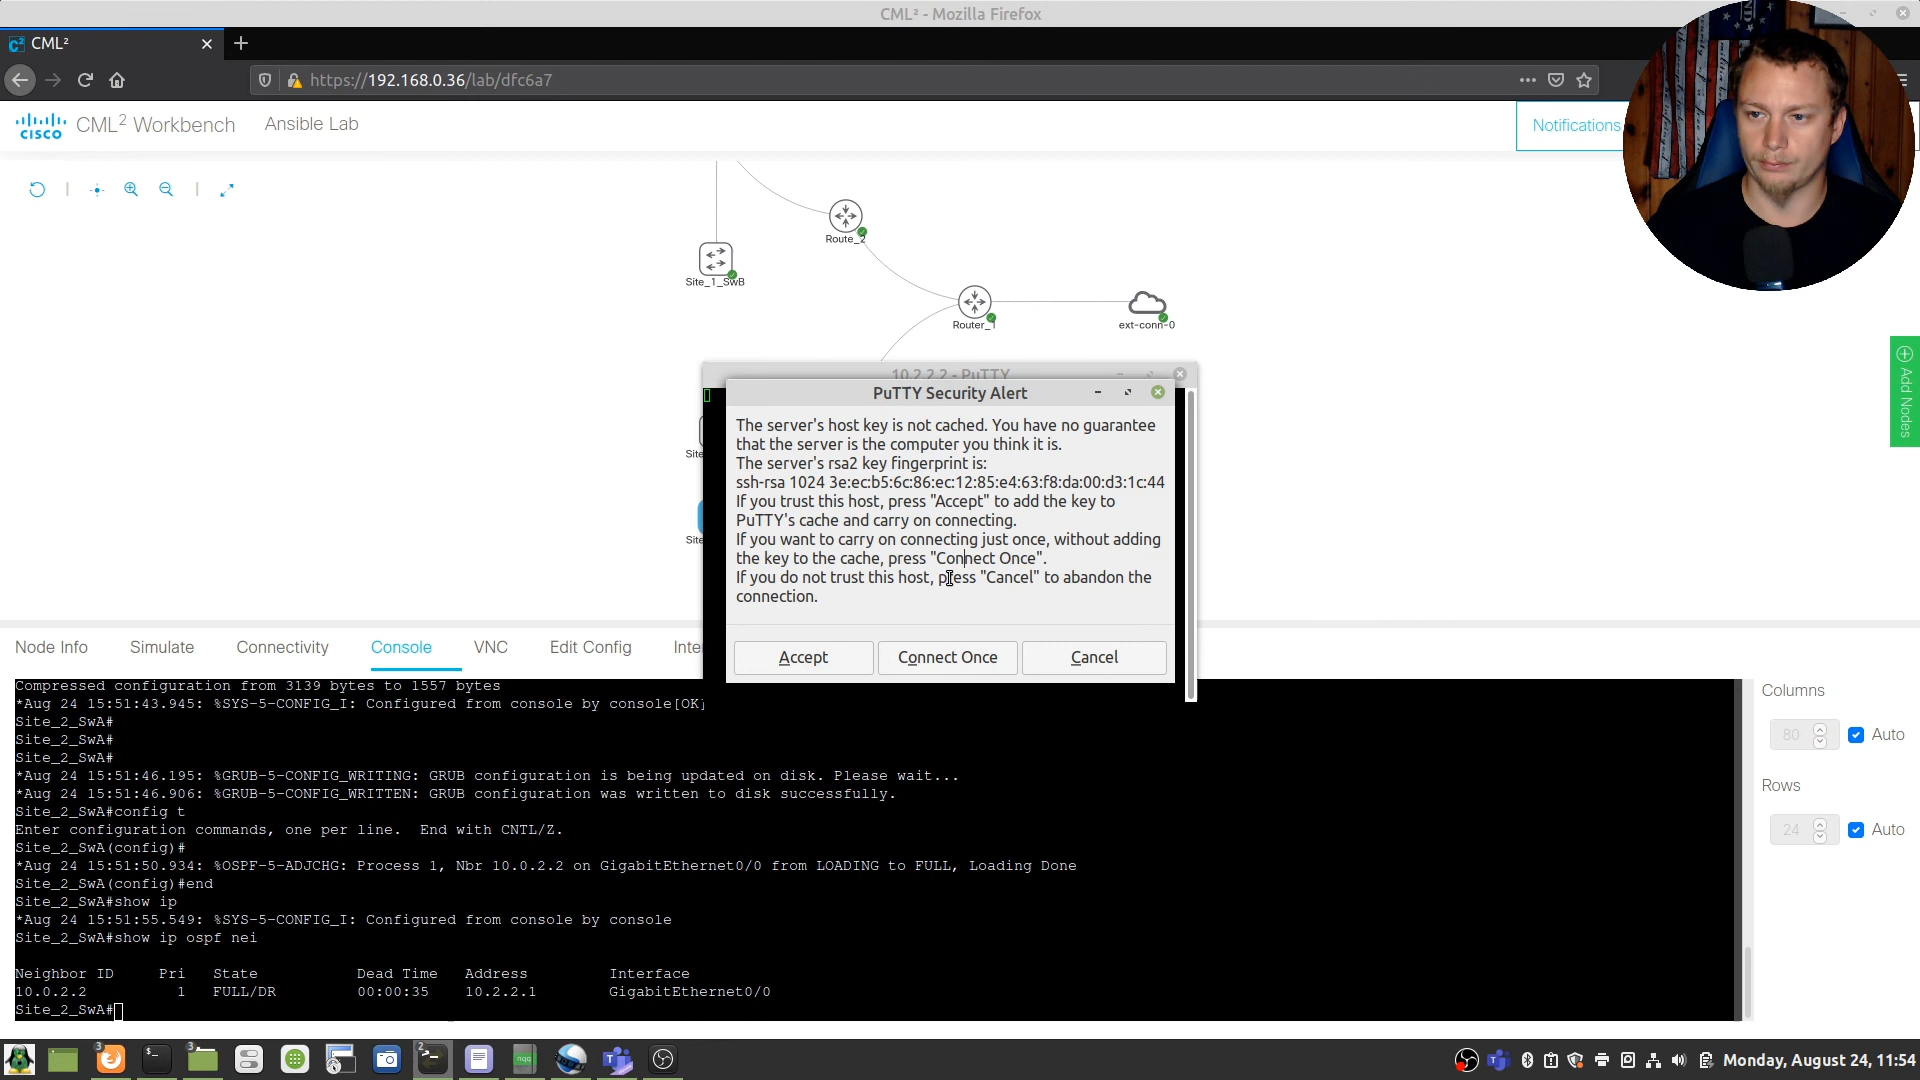 CML² - Mozilla Firefox
CML²
https://192.168.0.36/lab/dfc6a7
CISCO CML² Workbench Ansible Lab
Notifications
Route_2
Site_1_SwB
Router_1
ext-conn-0
Add Nodes
10.2.2.2 - PuTTY
PuTTY Security Alert
The server's host key is not cached. You have no guarantee
that the server is the computer you think it is.
The server's rsa2 key fingerprint is:
ssh-rsa 1024 3e:ec:b5:6c:86:ec:12:85:e4:63:f8:da:00:d3:1c:44
If you trust this host, press "Accept" to add the key to
PuTTY's cache and carry on connecting.
If you want to carry on connecting just once, without adding
the key to the cache, press "Connect Once".
If you do not trust this host, press "Cancel" to abandon the
connection.
Accept Connect Once Cancel
Site
Site
Node Info Simulate Connectivity Console VNC Edit Config Inte
Compressed configuration from 3139 bytes to 1557 bytes
*Aug 24 15:51:43.945: %SYS-5-CONFIG_I: Configured from console by console[OK]
Site_2_SwA#
Site_2_SwA#
Site_2_SwA#
*Aug 24 15:51:46.195: %GRUB-5-CONFIG_WRITING: GRUB configuration is being updated on disk. Please wait...
*Aug 24 15:51:46.906: %GRUB-5-CONFIG_WRITTEN: GRUB configuration was written to disk successfully.
Site_2_SwA#config t
Enter configuration commands, one per line.  End with CNTL/Z.
Site_2_SwA(config)#
*Aug 24 15:51:50.934: %OSPF-5-ADJCHG: Process 1, Nbr 10.0.2.2 on GigabitEthernet0/0 from LOADING to FULL, Loading Done
Site_2_SwA(config)#end
Site_2_SwA#show ip
*Aug 24 15:51:55.549: %SYS-5-CONFIG_I: Configured from console by console
Site_2_SwA#show ip ospf nei
Neighbor ID Pri State Dead Time Address Interface
10.0.2.2 1 FULL/DR 00:00:35 10.2.2.1 GigabitEthernet0/0
Site_2_SwA#
Columns
80 Auto
Rows
24 Auto
3 3 2
Monday, August 24, 11:54